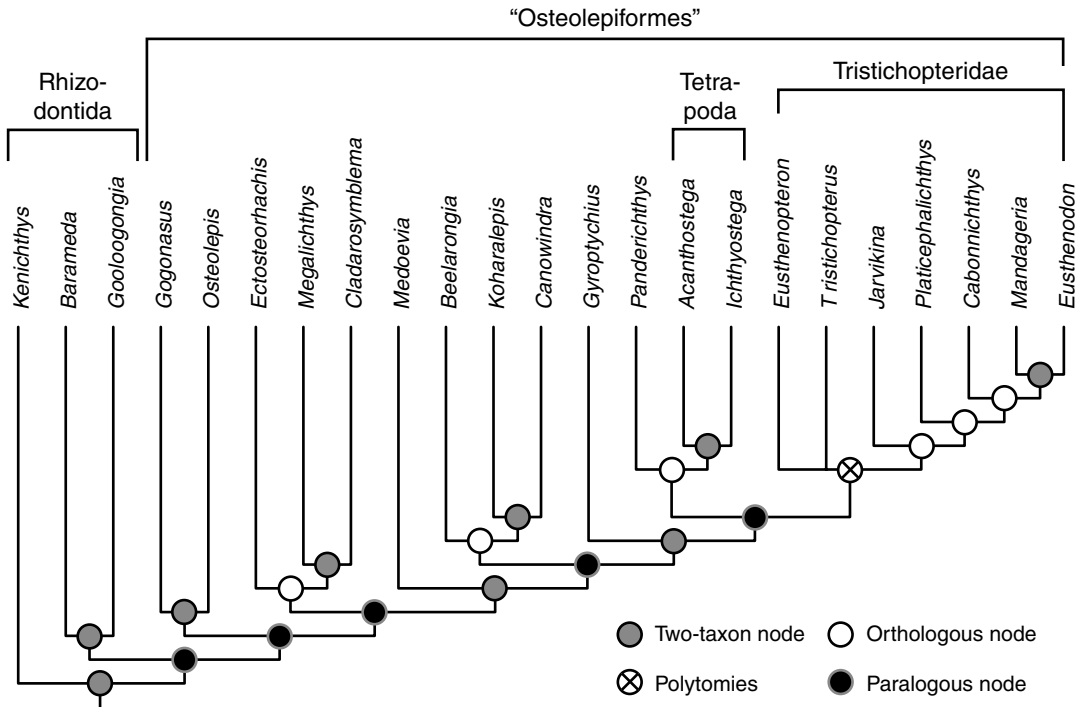 “Osteolepiformes”
Rhizo-
dontida
Tetra-
poda
Tristichopteridae
Kenichthys
Barameda
Gooloogongia
Gogonasus
Osteolepis
Ectosteorhachis
Megalichthys
Cladarosymblema
Medoevia
Beelarongia
Koharalepis
Canowindra
Gyroptychius
Panderichthys
Acanthostega
Ichthyostega
Eusthenopteron
Tristichopterus
Jarvikina
Platicephalichthys
Cabonnichthys
Mandageria
Eusthenodon
Two-taxon node
Orthologous node
Polytomies
Paralogous node